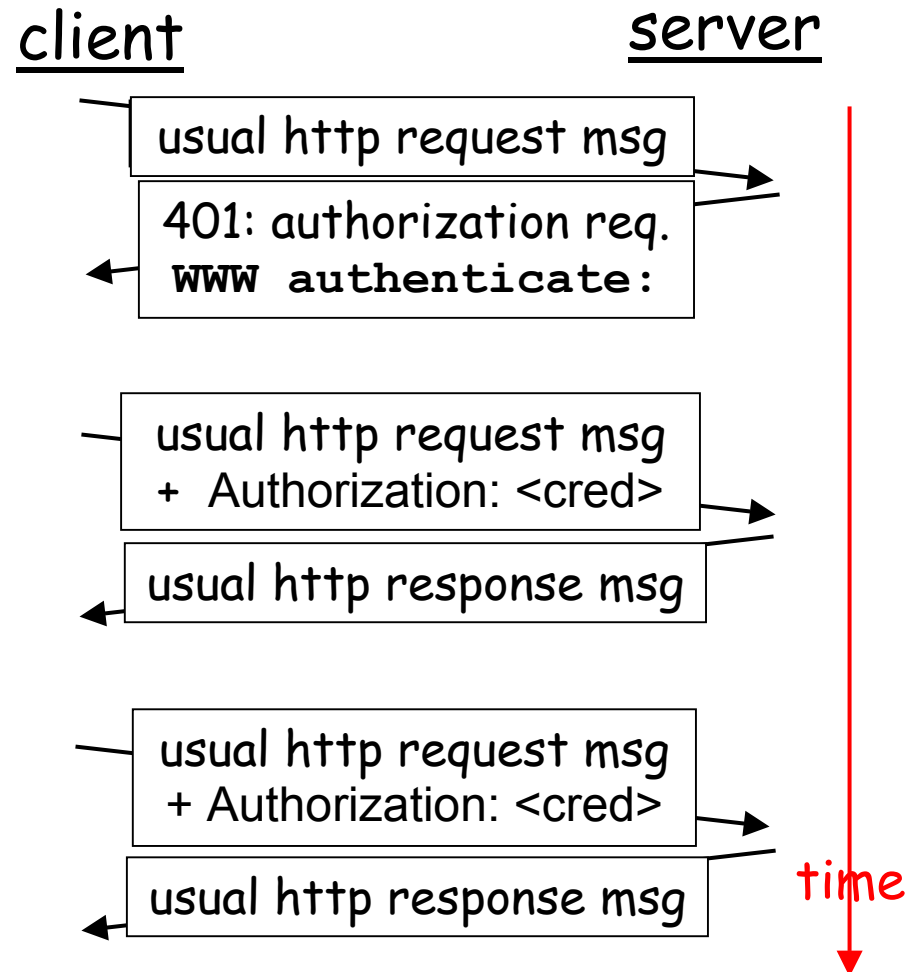 client
server
usual http request msg
401: authorization req.
WWW authenticate:
usual http request msg
+ Authorization: <cred>
usual http response msg
usual http request msg
+ Authorization: <cred>
usual http response msg
time